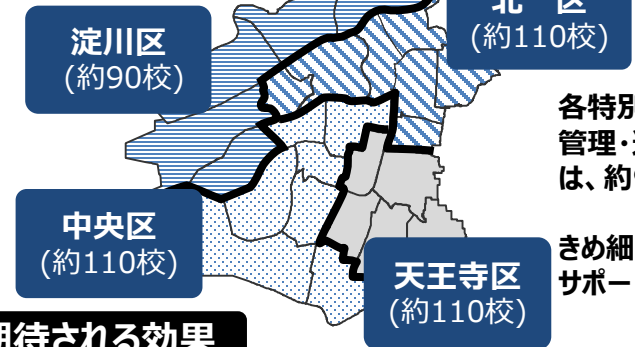 北 区
(約110校)
淀川区
(約90校)
各特別
管理・
は、約
中央区
(約110校)
きめ細
サポー
天王寺区
(約110校)
期待される効果